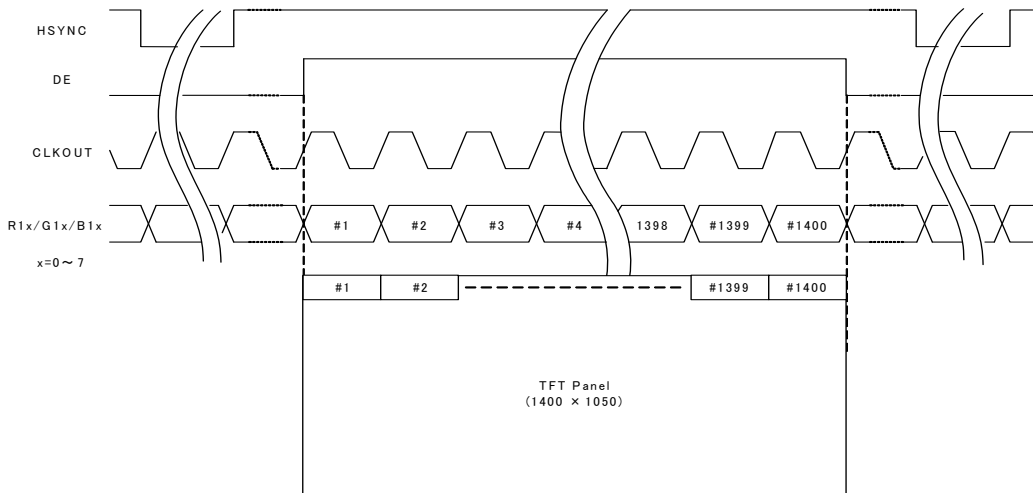 HSYNC
DE
CLKOUT
R1x/G1x/B1x #1 #2 #3 #4 1398 #1399 #1400
x=0～7
#1 #2 #1399 #1400
TFT Panel
(1400 × 1050)